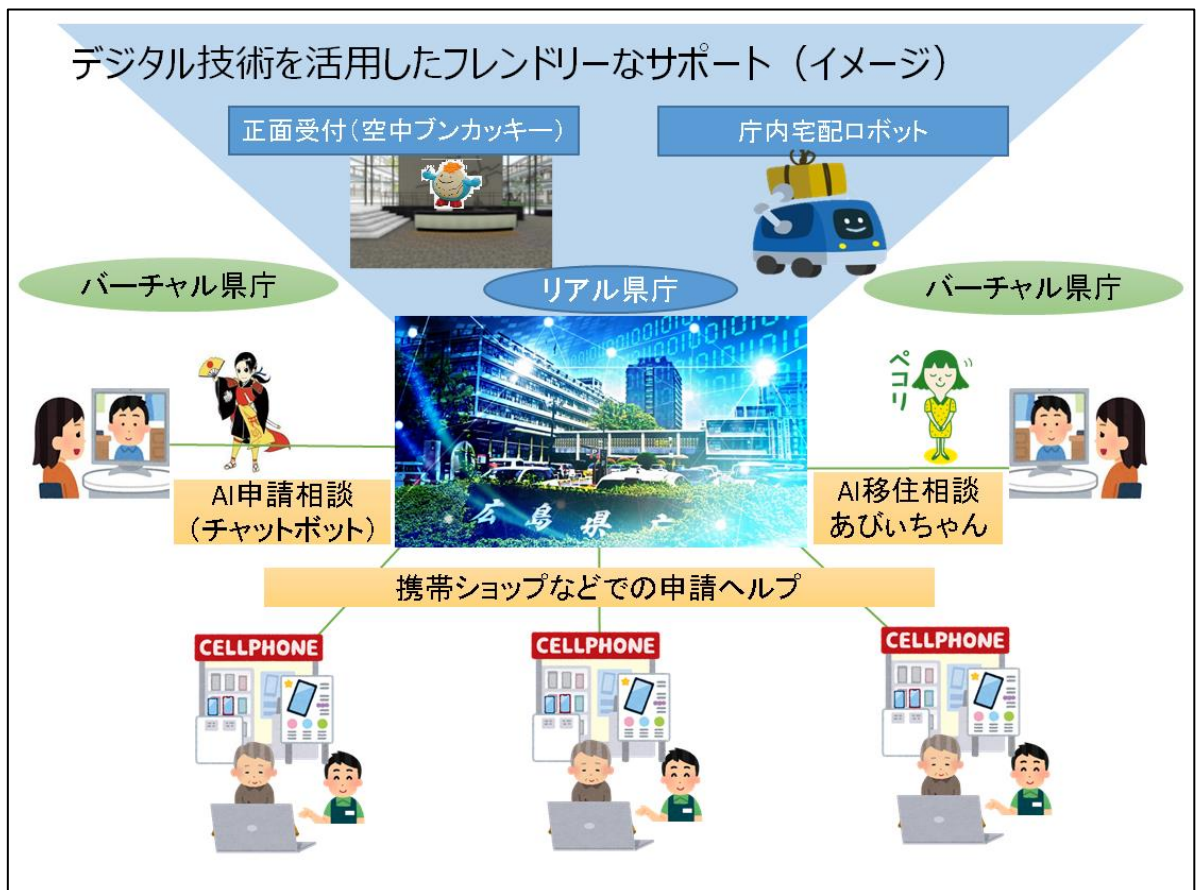 デジタル技術を活用したフレンドリーなサポート（イメージ）
正面受付（空中ブンカッキー）
庁内宅配ロボット
バーチャル県庁
リアル県庁
バーチャル県庁
ペコリ
広島県庁
AI申請相談
（チャットボット）
AI移住相談
あびぃちゃん
携帯ショップなどでの申請ヘルプ
CELLPHONE
CELLPHONE
CELLPHONE